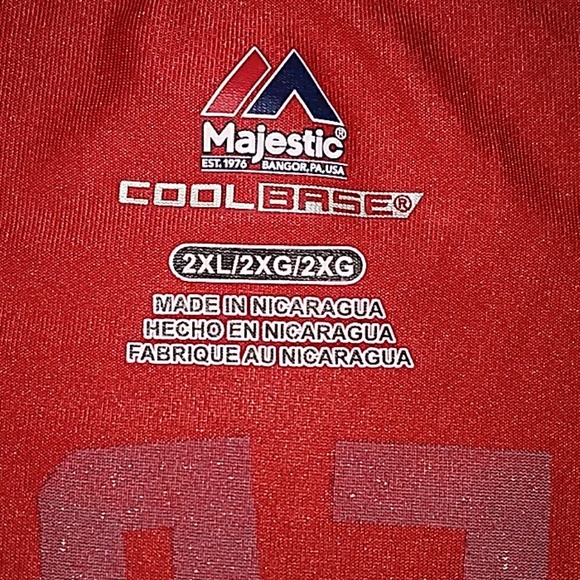 Majestic®
EST. 1976 BANGOR, PA, USA
COOLBASE®
2XL/2XG/2XG
MADE IN NICARAGUA
HECHO EN NICARAGUA
FABRIQUE AU NICARAGUA